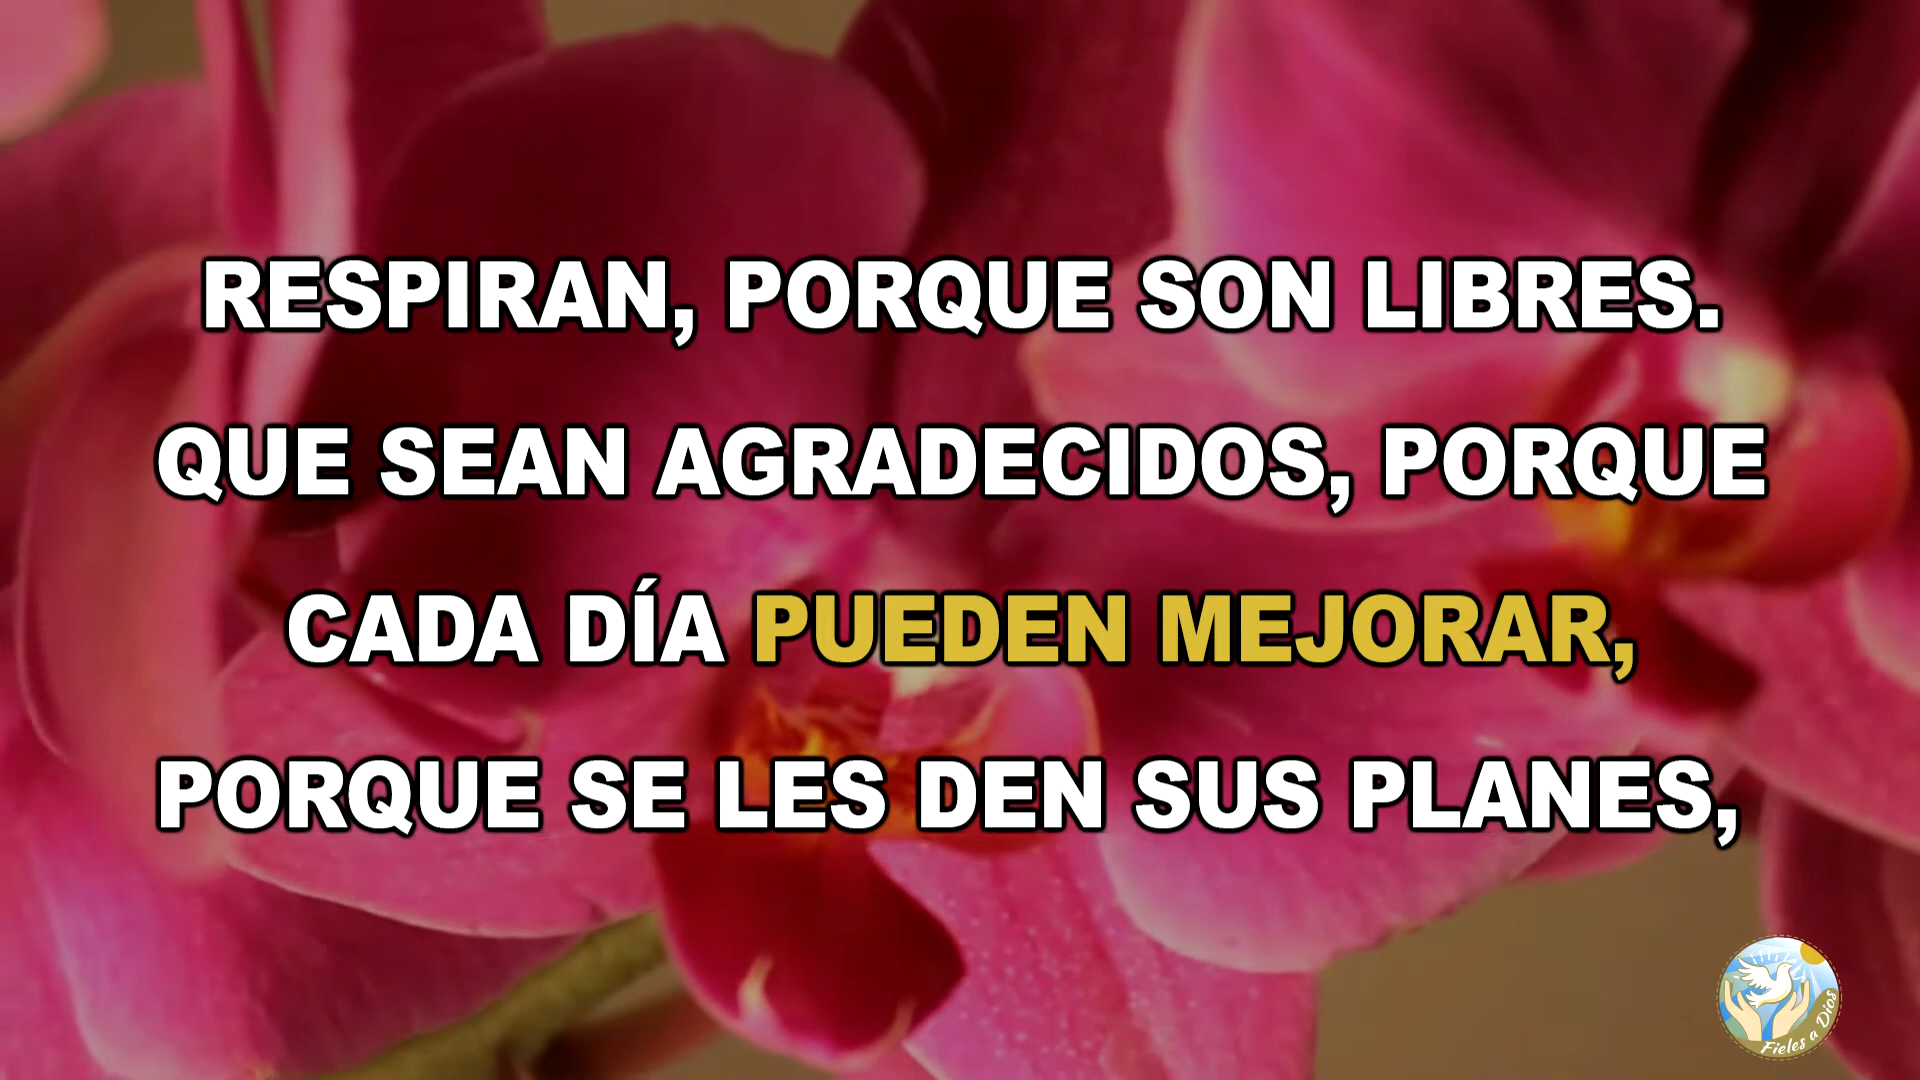 RESPIRAN, PORQUE SON LIBRES.
QUE SEAN AGRADECIDOS, PORQUE
CADA DÍA PUEDEN MEJORAR,
PORQUE SE LES DEN SUS PLANES,
Fieles a Dios